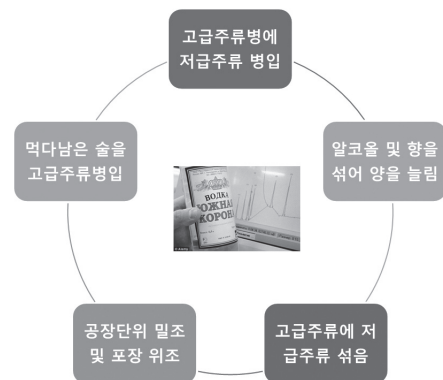 고급주류병에
저급주류 병입
알코올 및 향을
섞어 양을 늘림
고급주류에 저
급주류 섞음
공장단위 밀조
및 포장 위조
먹다남은 술을
고급주류병입
ВОДКА
ЮЖНАЯ
КОРОНА